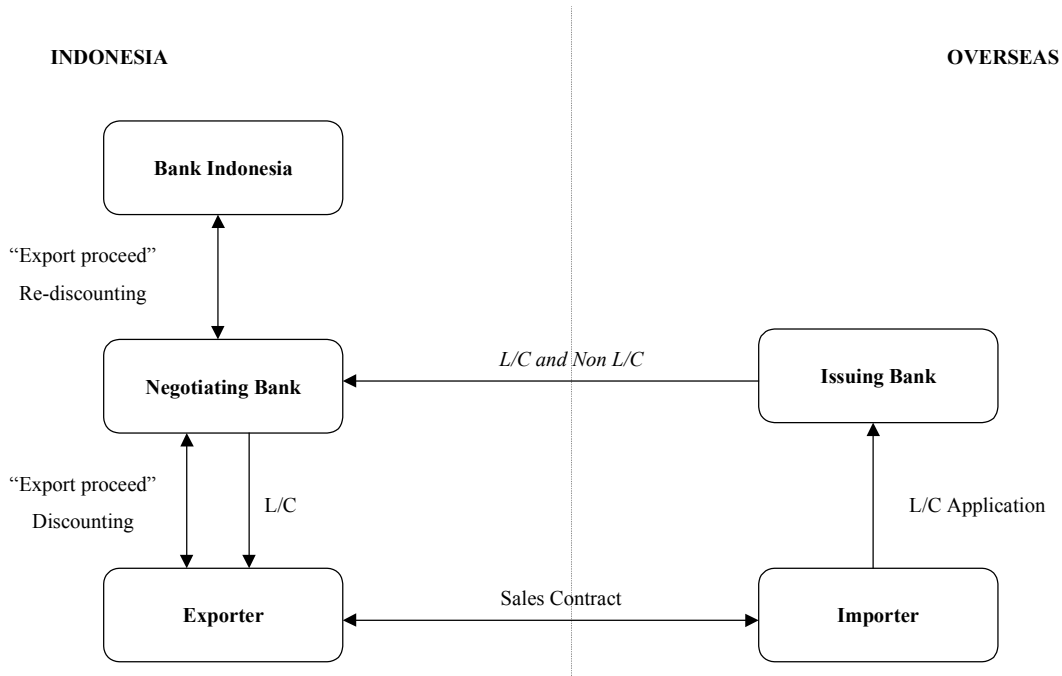 INDONESIA
OVERSEAS
Bank Indonesia
“Export proceed”
Re-discounting
L/C and Non L/C
Negotiating Bank
Issuing Bank
“Export proceed”
Discounting
L/C
L/C Application
Sales Contract
Exporter
Importer